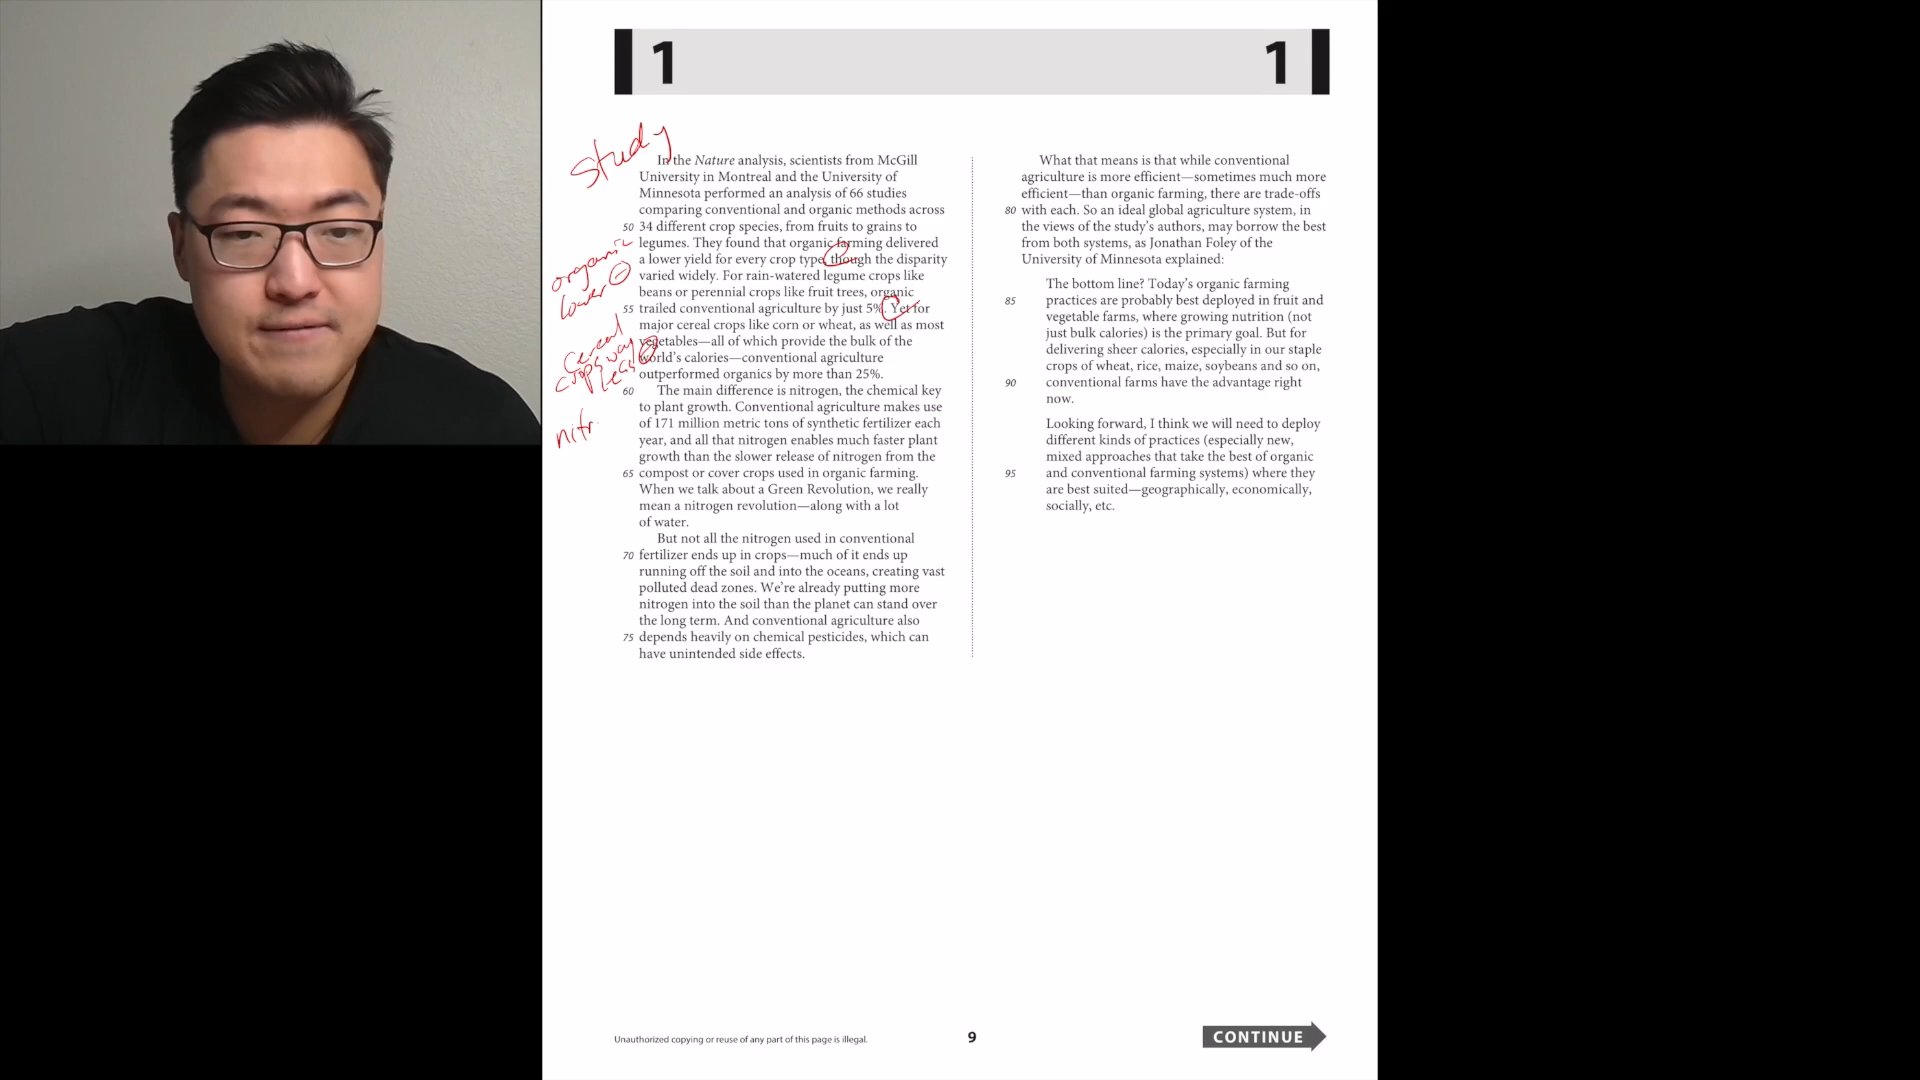 1 1
study
In the Nature analysis, scientists from McGill
University in Montreal and the University of
Minnesota performed an analysis of 66 studies
comparing conventional and organic methods across
50 34 different crop species, from fruits to grains to
legumes. They found that organic farming delivered
a lower yield for every crop type, though the disparity
varied widely. For rain-watered legume crops like
beans or perennial crops like fruit trees, organic
55 trailed conventional agriculture by just 5%. Yet for
major cereal crops like corn or wheat, as well as most
vegetables—all of which provide the bulk of the
world's calories—conventional agriculture
outperformed organics by more than 25%.
60 The main difference is nitrogen, the chemical key
to plant growth. Conventional agriculture makes use
of 171 million metric tons of synthetic fertilizer each
year, and all that nitrogen enables much faster plant
growth than the slower release of nitrogen from the
65 compost or cover crops used in organic farming.
When we talk about a Green Revolution, we really
mean a nitrogen revolution—along with a lot
of water.
But not all the nitrogen used in conventional
70 fertilizer ends up in crops—much of it ends up
running off the soil and into the oceans, creating vast
polluted dead zones. We're already putting more
nitrogen into the soil than the planet can stand over
the long term. And conventional agriculture also
75 depends heavily on chemical pesticides, which can
have unintended side effects.
organic
lower
cereal
crops way
less
nitr
What that means is that while conventional
agriculture is more efficient—sometimes much more
efficient—than organic farming, there are trade-offs
80 with each. So an ideal global agriculture system, in
the views of the study's authors, may borrow the best
from both systems, as Jonathan Foley of the
University of Minnesota explained:
The bottom line? Today's organic farming
85 practices are probably best deployed in fruit and
vegetable farms, where growing nutrition (not
just bulk calories) is the primary goal. But for
delivering sheer calories, especially in our staple
crops of wheat, rice, maize, soybeans and so on,
90 conventional farms have the advantage right
now.
Looking forward, I think we will need to deploy
different kinds of practices (especially new,
mixed approaches that take the best of organic
95 and conventional farming systems) where they
are best suited—geographically, economically,
socially, etc.
Unauthorized copying or reuse of any part of this page is illegal.
9
CONTINUE